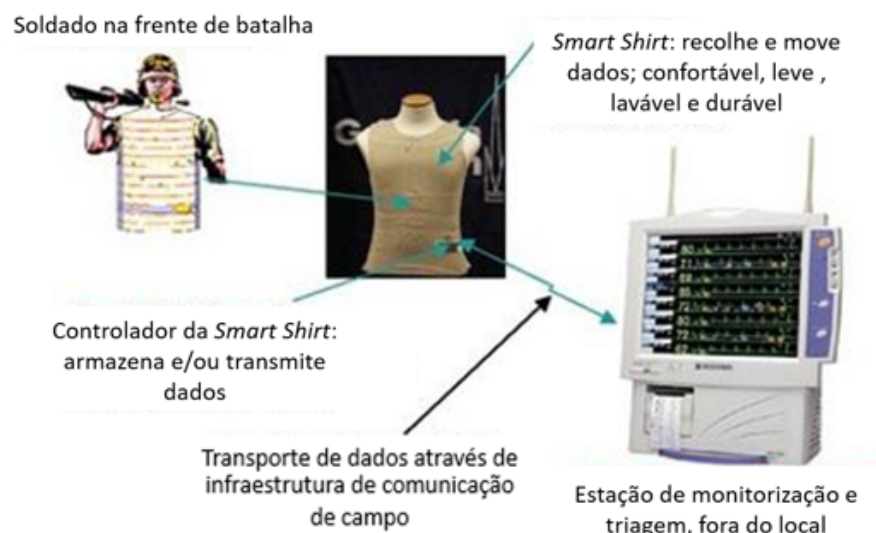 Soldado na frente de batalha
Smart Shirt: recolhe e move
dados; confortável, leve ,
lavável e durável
Controlador da Smart Shirt:
armazena e/ou transmite
dados
Transporte de dados através de
infraestrutura de comunicação
de campo
Estação de monitorização e
triagem, fora do local